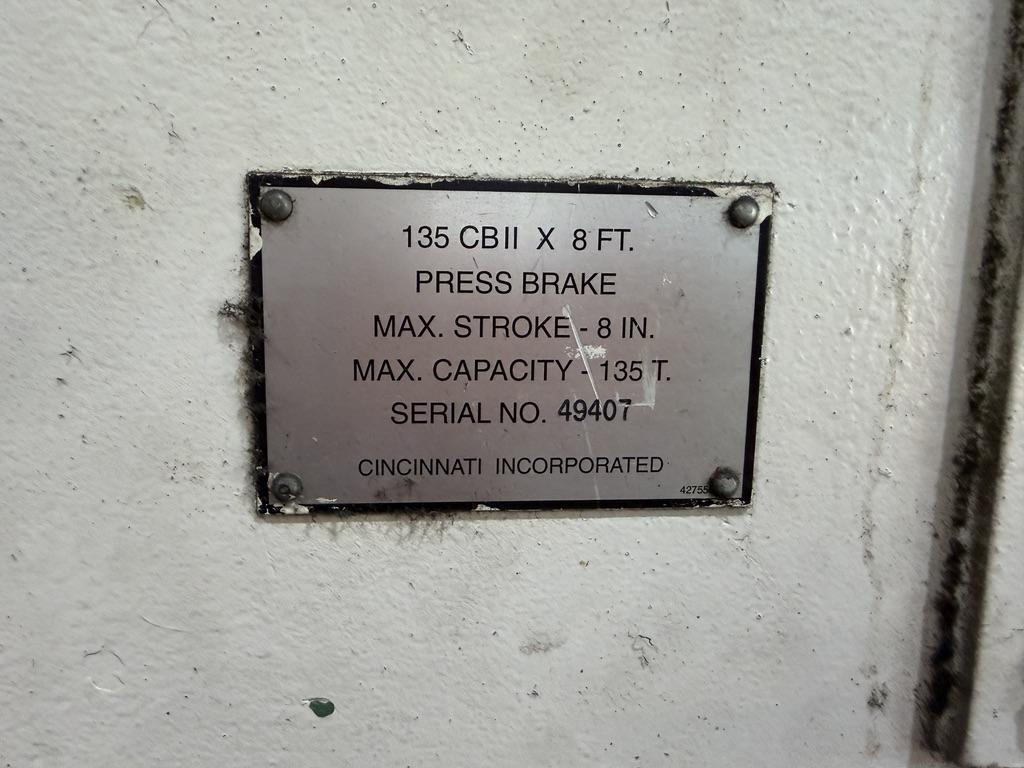 135 CBII X 8 FT.
PRESS BRAKE
MAX. STROKE - 8 IN.
MAX. CAPACITY - 135 T.
SERIAL NO. 49407
CINCINNATI INCORPORATED